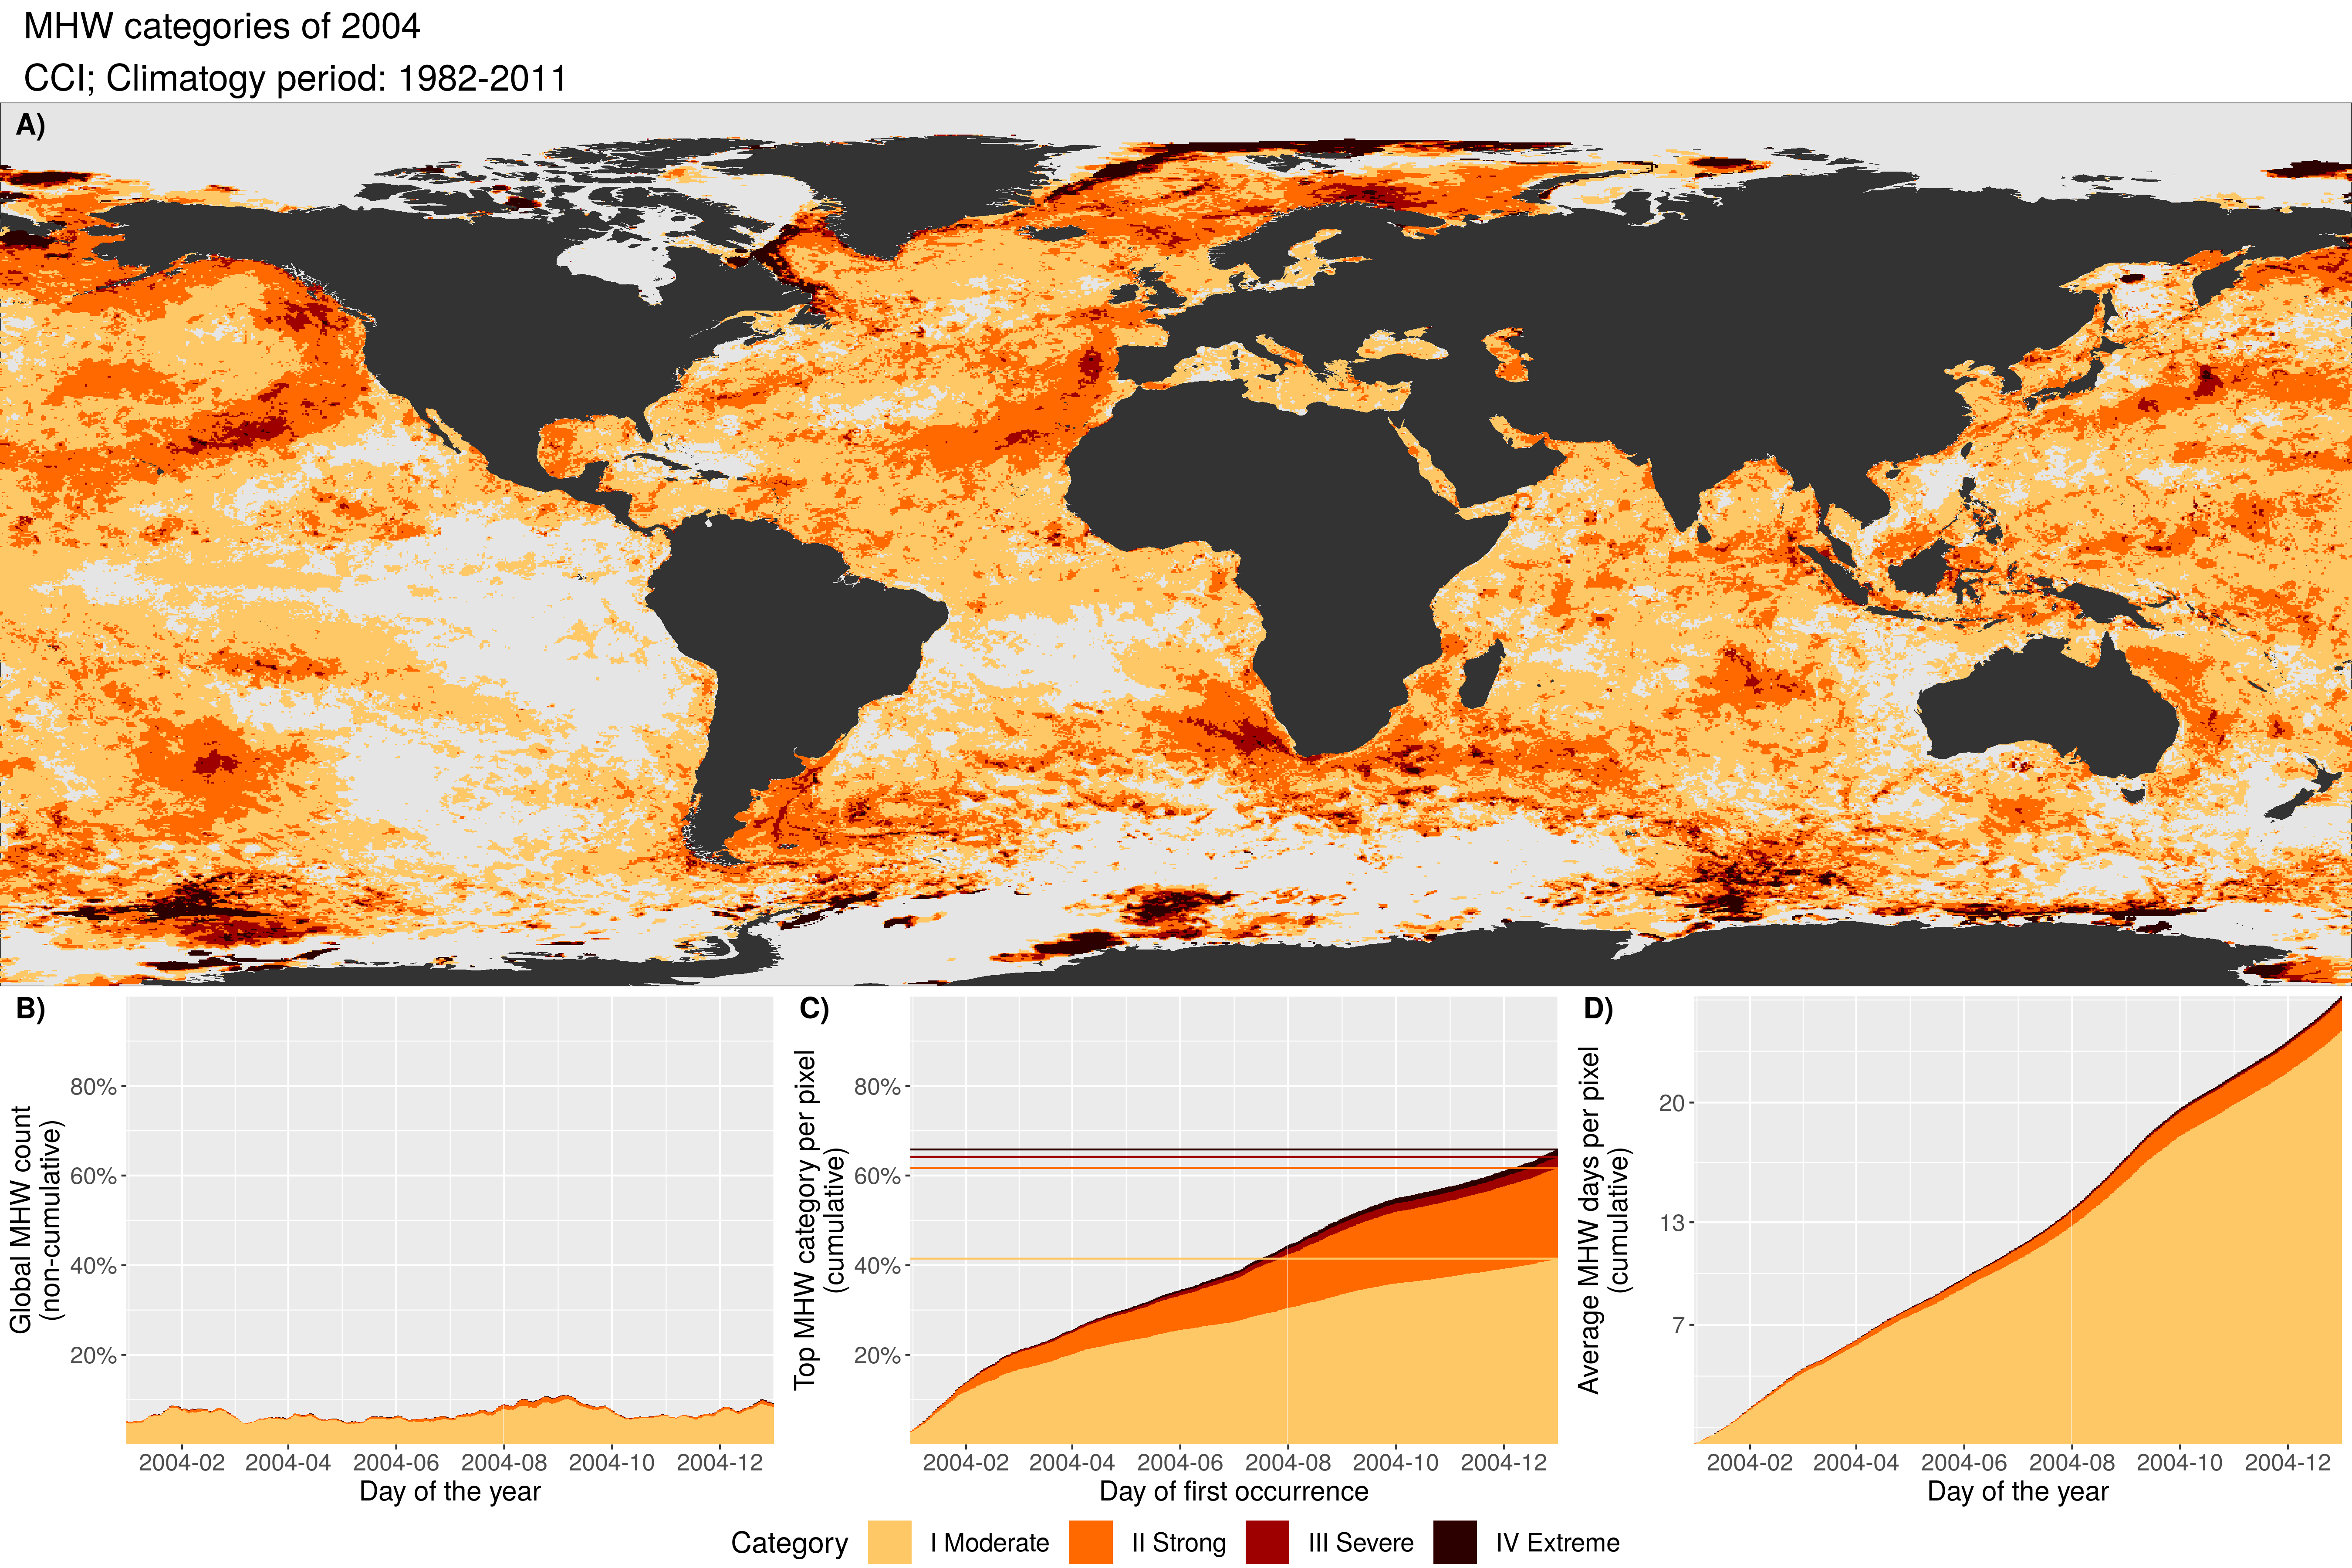 MHW categories of 2004
CCI; Climatogy period: 1982-2011
A)
B)
Global MHW count
(non-cumulative)
80%
60%
40%
20%
2004-02 2004-04 2004-06 2004-08 2004-10 2004-12
Day of the year
C)
Top MHW category per pixel
(cumulative)
80%
60%
40%
20%
2004-02 2004-04 2004-06 2004-08 2004-10 2004-12
Day of first occurrence
D)
Average MHW days per pixel
(cumulative)
20
13
7
2004-02 2004-04 2004-06 2004-08 2004-10 2004-12
Day of the year
Category I Moderate II Strong III Severe IV Extreme